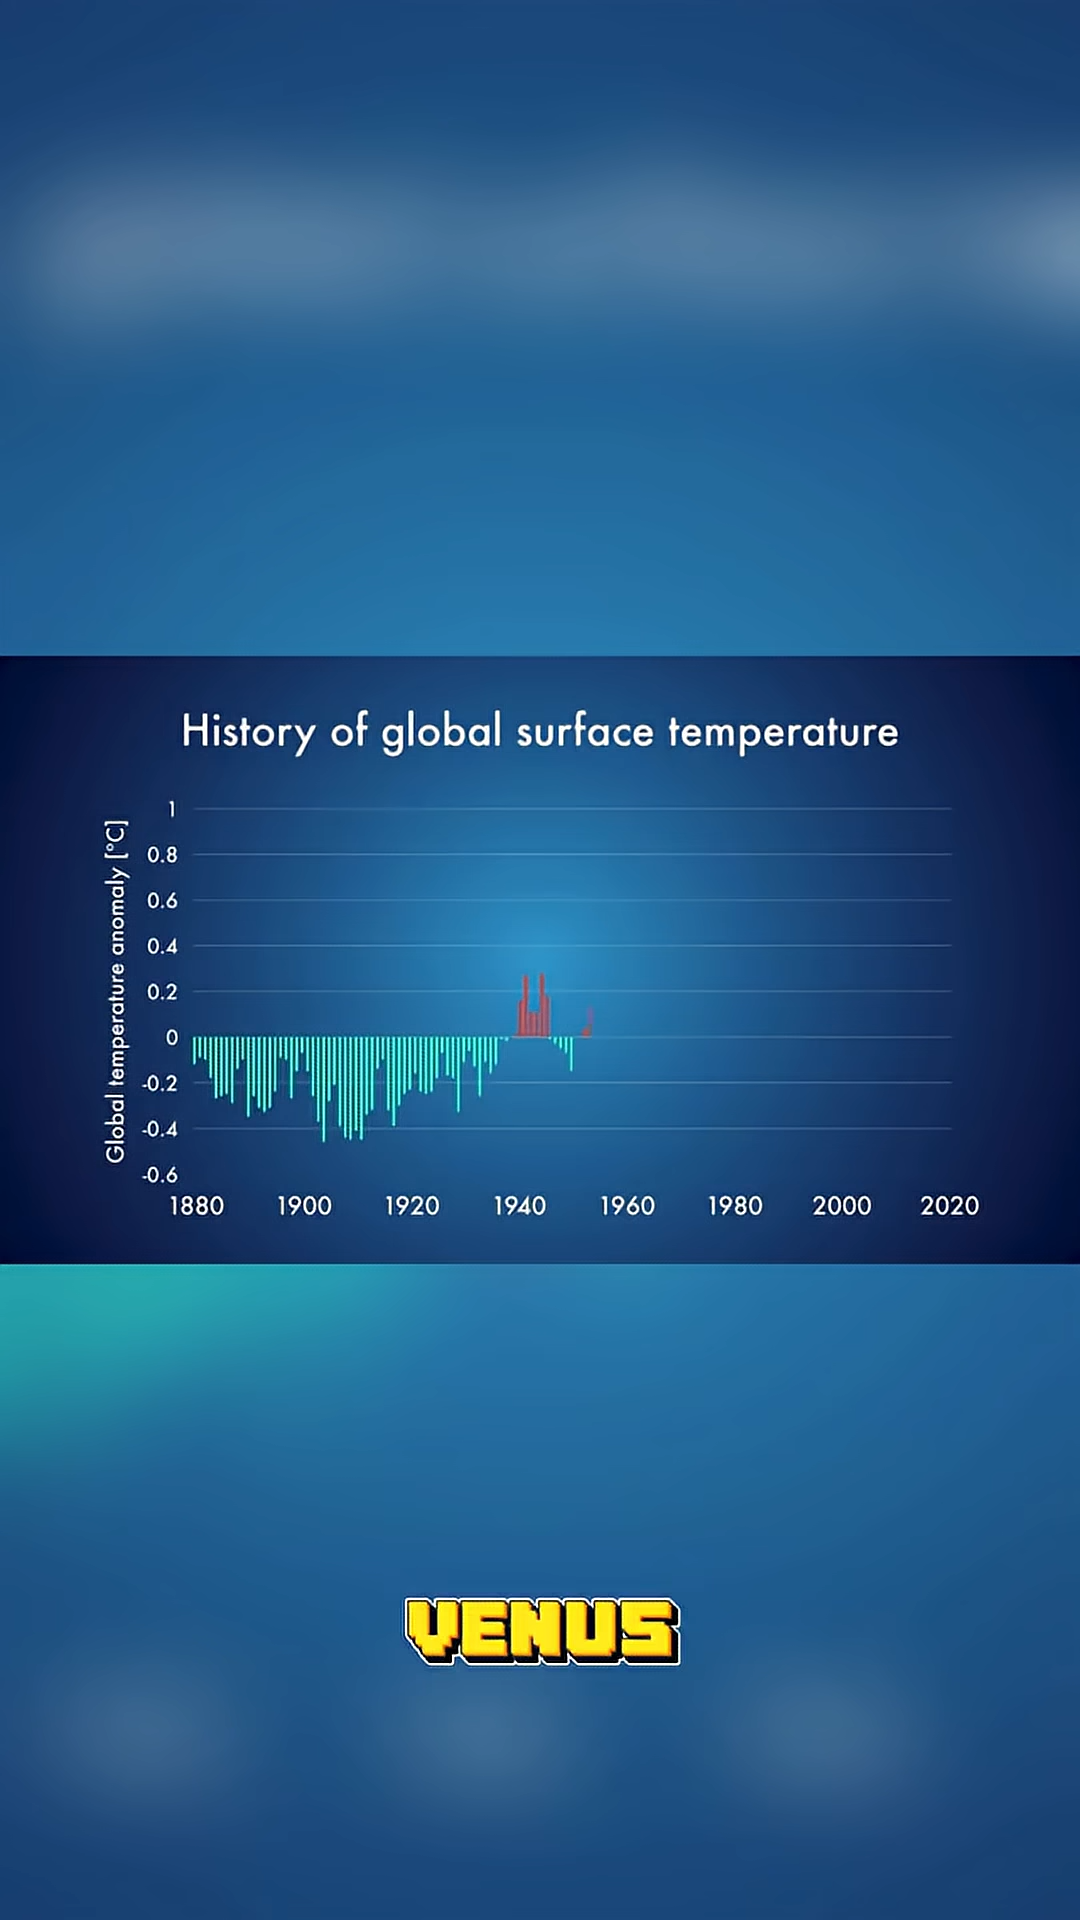 History of global surface temperature
Global temperature anomaly [°C]
1
0.8
0.6
0.4
0.2
0
-0.2
-0.4
-0.6
1880 1900 1920 1940 1960 1980 2000 2020
VENUS